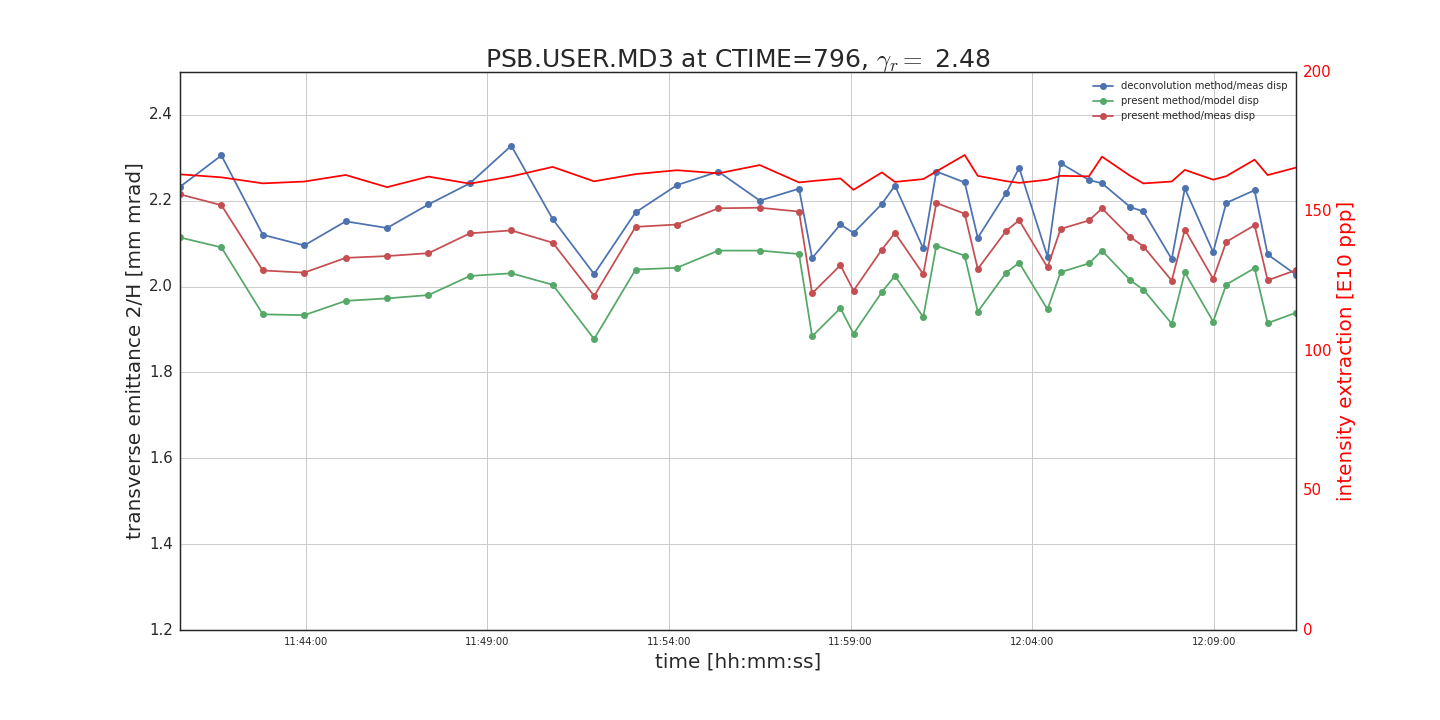 PSB.USER.MD3 at CTIME=796, γ_r = 2.48
deconvolution method/meas disp
present method/model disp
present method/meas disp
transverse emittance 2/H [mm mrad]
2.4
2.2
2.0
1.8
1.6
1.4
1.2
200
150
100
50
0
intensity extraction [E10 ppp]
11:44:00 11:49:00 11:54:00 11:59:00 12:04:00 12:09:00
time [hh:mm:ss]